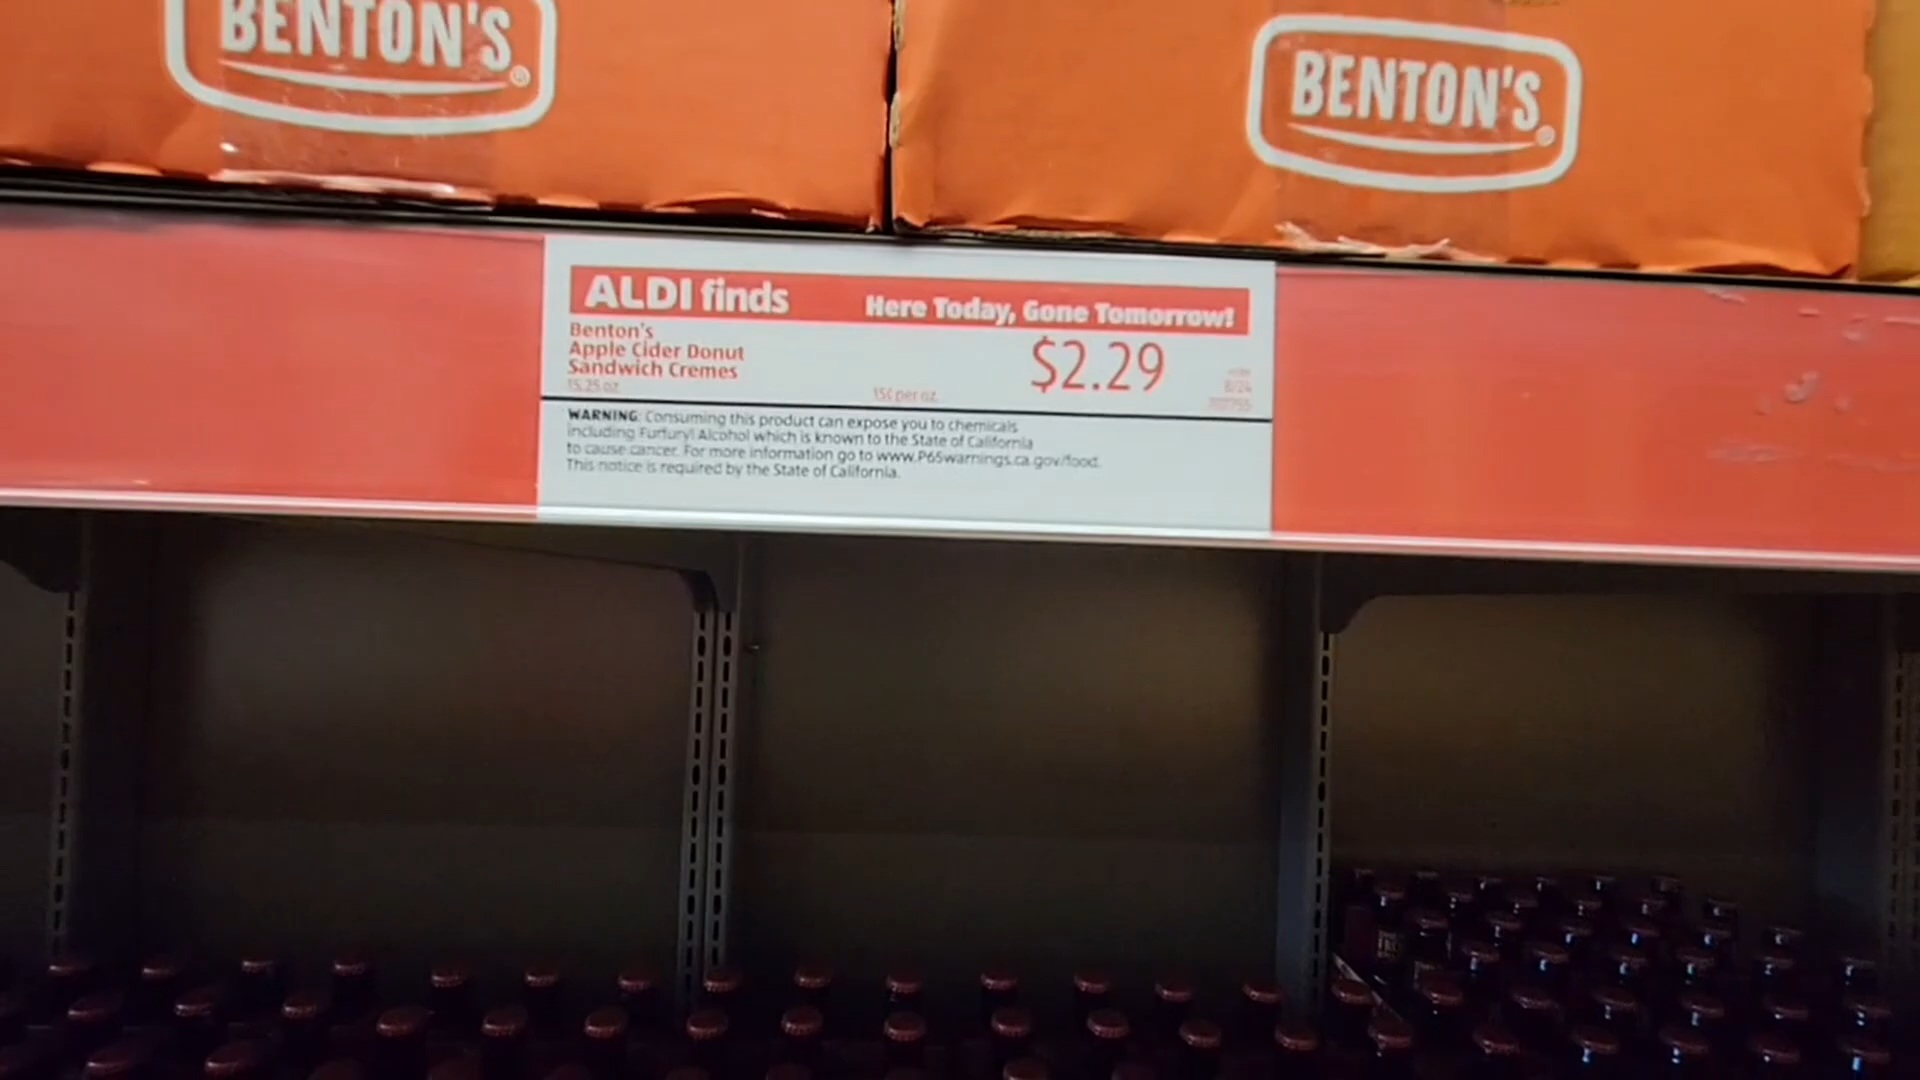 BENTON'S®
BENTON'S®
ALDI finds Here Today, Gone Tomorrow!
Benton's
Apple Cider Donut
Sandwich Cremes
$2.29
15.25 oz. 15¢ per oz.
8/24
WARNING: Consuming this product can expose you to chemicals
including Furfuryl Alcohol which is known to the State of California
to cause cancer. For more information go to www.P65warnings.ca.gov/food.
This notice is required by the State of California.